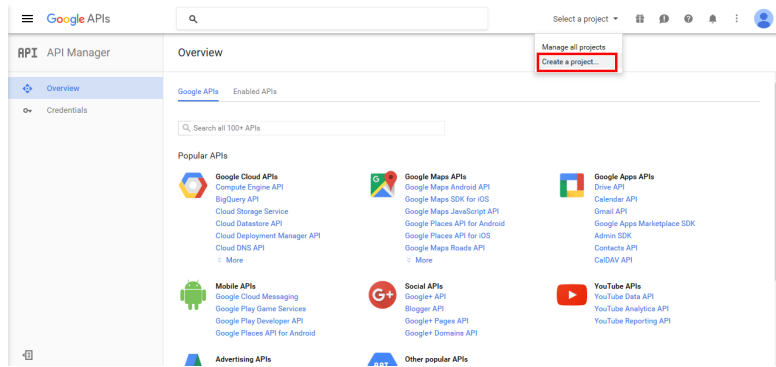 Google APIs
Select a project
API API Manager
Overview
Manage all projects
Create a project...
Overview
Credentials
Google APIs Enabled APIs
Search all 100+ APIs
Popular APIs
Google Cloud APIs
Compute Engine API
BigQuery API
Cloud Storage Service
Cloud Datastore API
Cloud Deployment Manager API
Cloud DNS API
More
G
Google Maps APIs
Google Maps Android API
Google Maps SDK for iOS
Google Maps JavaScript API
Google Places API for Android
Google Places API for iOS
Google Maps Roads API
More
Google Apps APIs
Drive API
Calendar API
Gmail API
Google Apps Marketplace SDK
Admin SDK
Contacts API
CalDAV API
Mobile APIs
Google Cloud Messaging
Google Play Game Services
Google Play Developer API
Google Places API for Android
G+
Social APIs
Google+ API
Blogger API
Google+ Pages API
Google+ Domains API
YouTube APIs
YouTube Data API
YouTube Analytics API
YouTube Reporting API
Advertising APIs
API
Other popular APIs